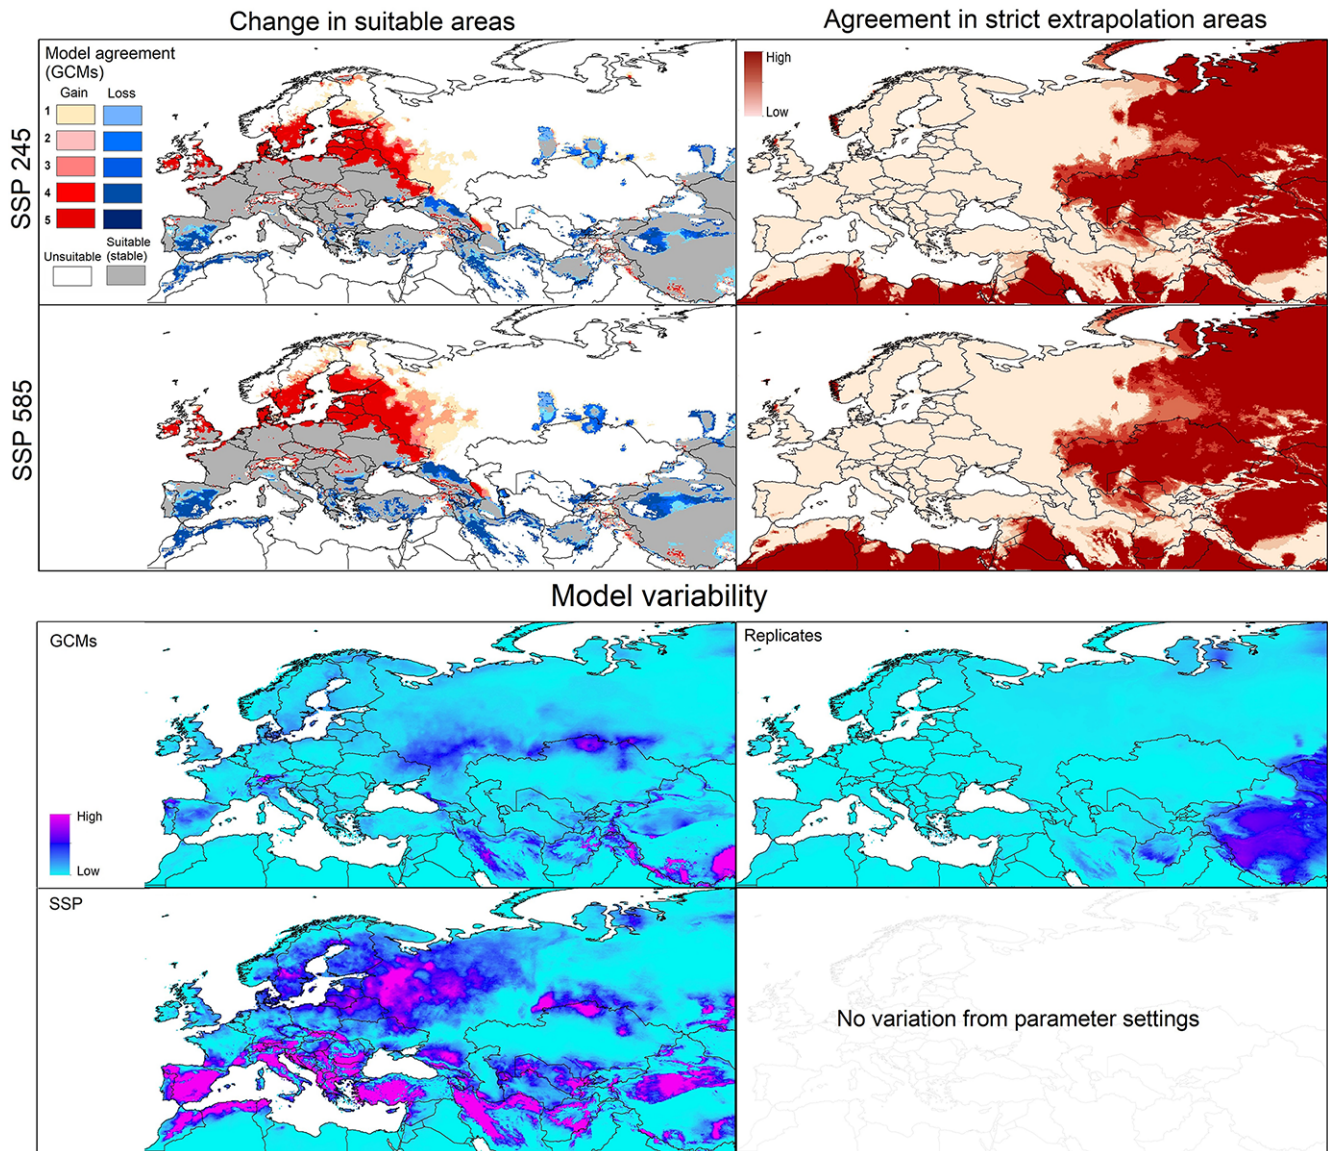 Change in suitable areas
Agreement in strict extrapolation areas
SSP 245
Model agreement
(GCMs)
Gain Loss
1
2
3
4
5
Unsuitable Suitable
(stable)
High
Low
SSP 585
Model variability
GCMs
High
Low
Replicates
SSP
No variation from parameter settings